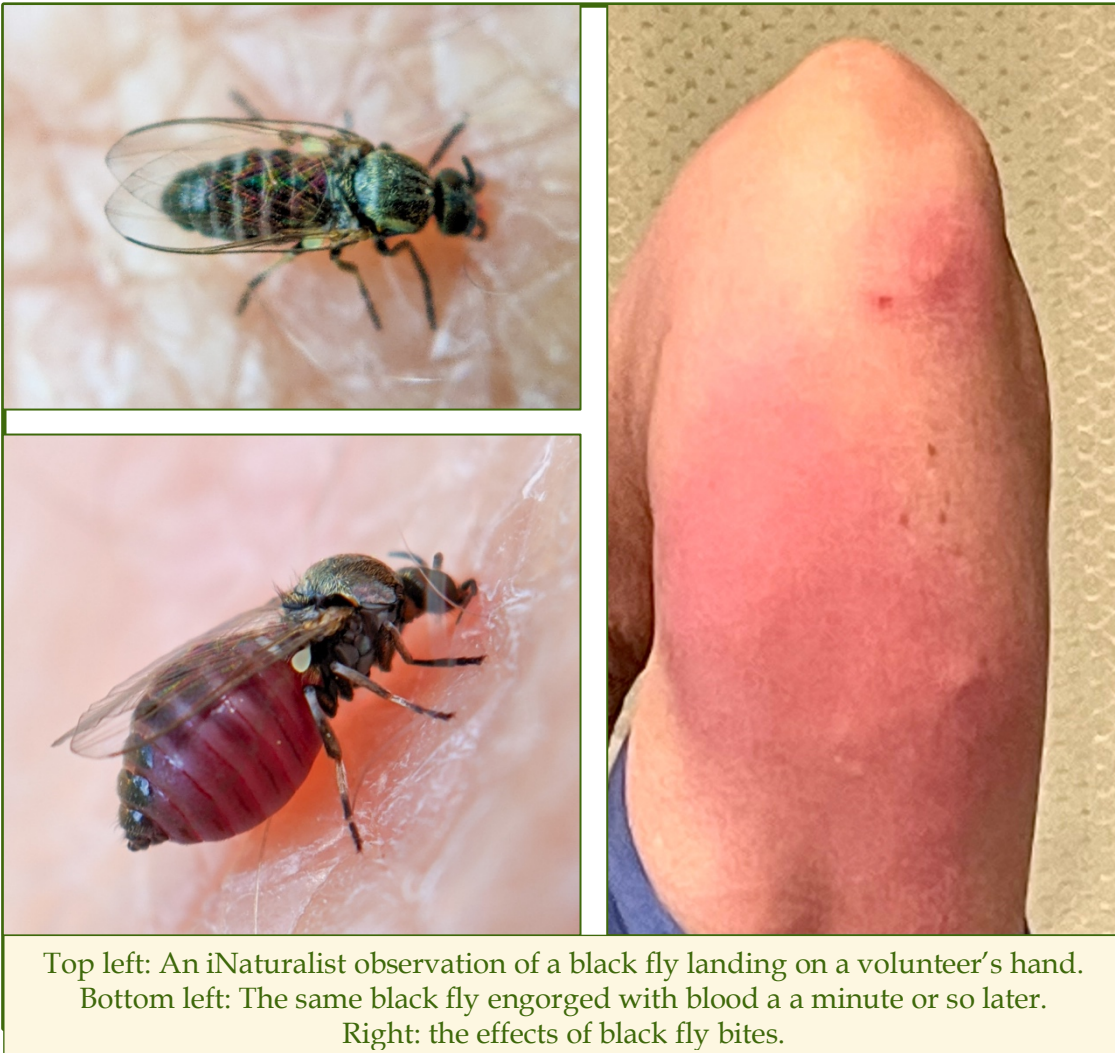 Top left: An iNaturalist observation of a black fly landing on a volunteer’s hand.
Bottom left: The same black fly engorged with blood a a minute or so later.
Right: the effects of black fly bites.